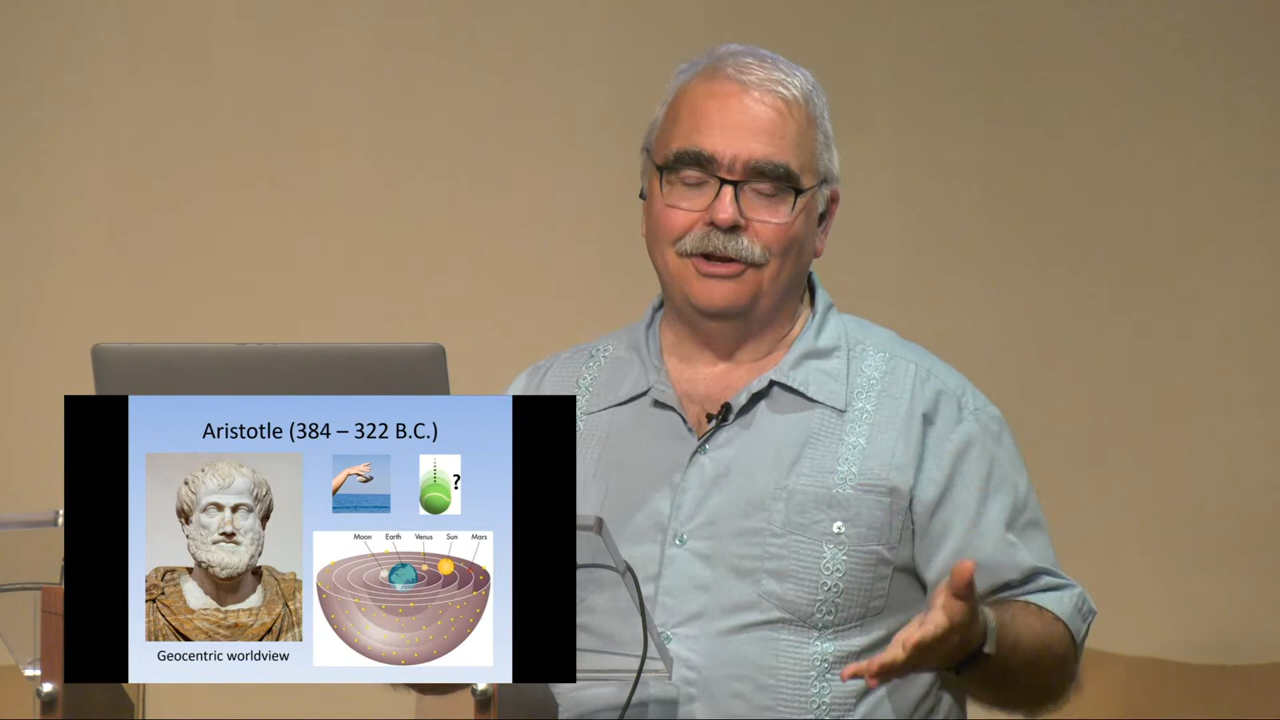 Aristotle (384 – 322 B.C.)
?
Moon Earth Venus Sun Mars
Geocentric worldview